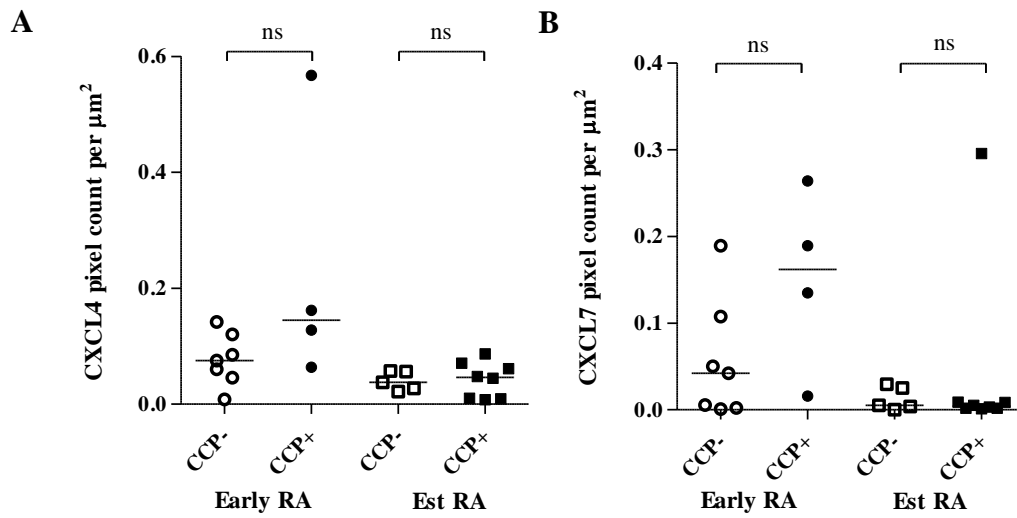 A
ns
ns
CXCL4 pixel count per μm²
0.6
0.4
0.2
0.0
CCP-
CCP+
CCP-
CCP+
Early RA
Est RA
B
ns
ns
CXCL7 pixel count per μm²
0.4
0.3
0.2
0.1
0.0
CCP-
CCP+
CCP-
CCP+
Early RA
Est RA